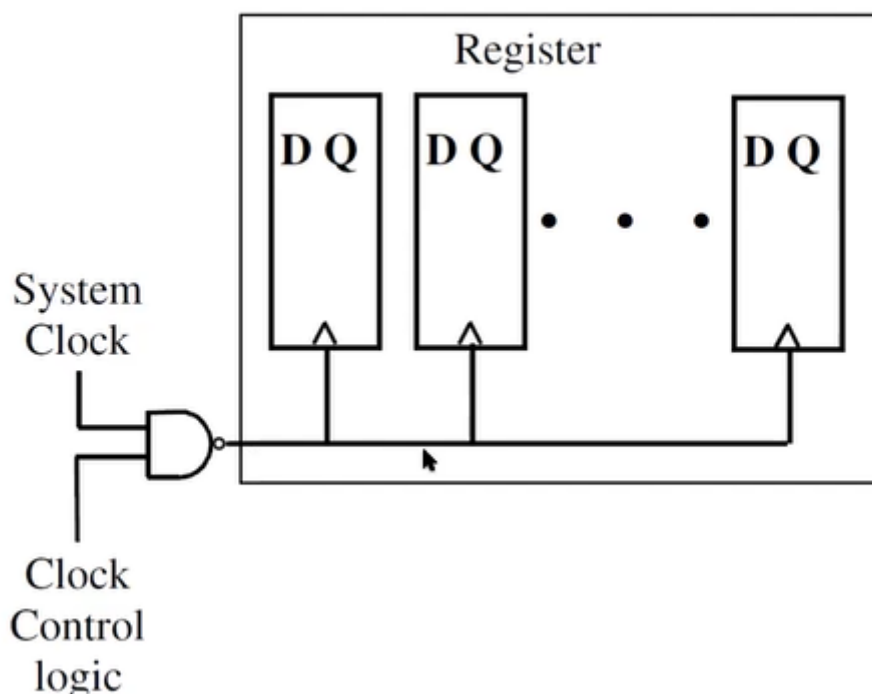 Register
D Q
D Q
D Q
System
Clock
Clock
Control
logic